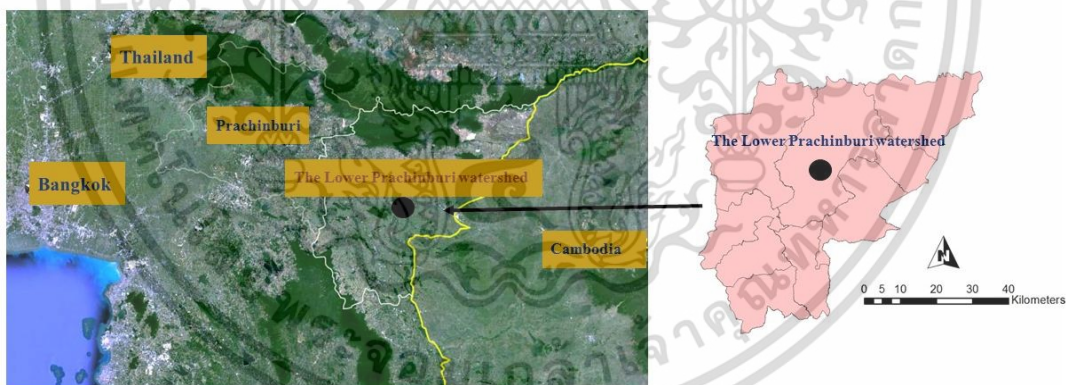 Thailand
Prachinburi
Bangkok
The Lower Prachinburi watershed
Cambodia
The Lower Prachinburi watershed
N
0 5 10 20 30 40
Kilometers